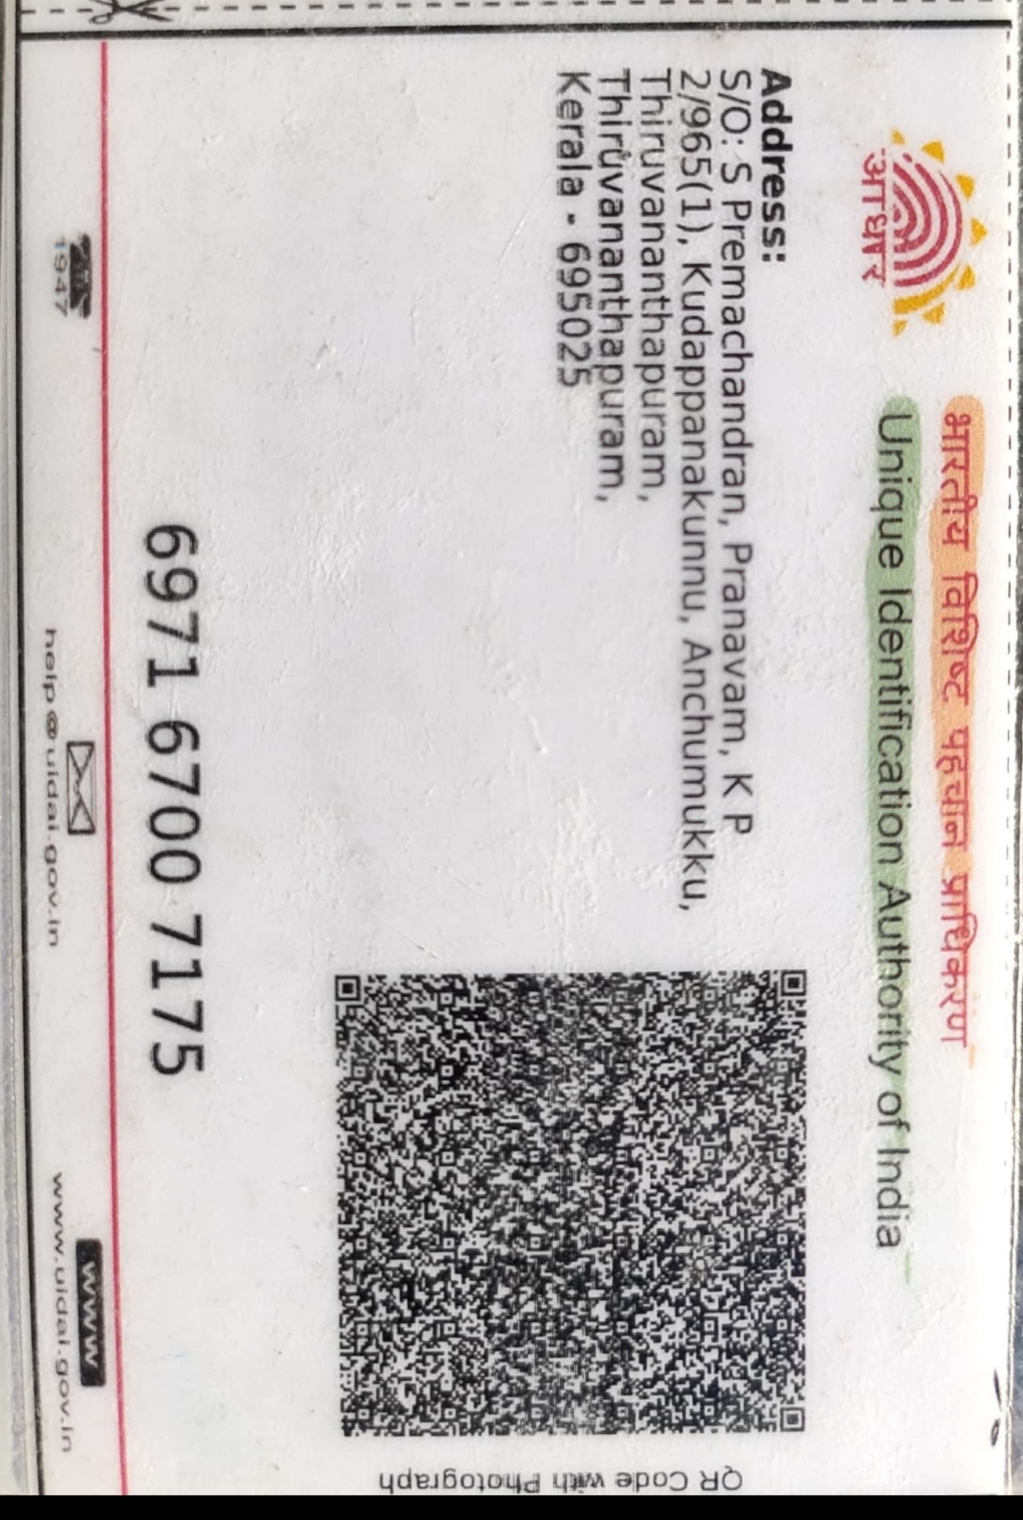 आधार
भारतीय विशिष्ट पहचान प्राधिकरण
Unique Identification Authority of India
Address:
S/O: S Premachandran, Pranavam, K P
2/965(1), Kudappanakunnu, Anchumukku,
Thiruvananthapuram,
Thiruvananthapuram,
Kerala - 695025
QR Code with Photograph
6971 6700 7175
1947
help@uidai.gov.in
www
www.uidai.gov.in